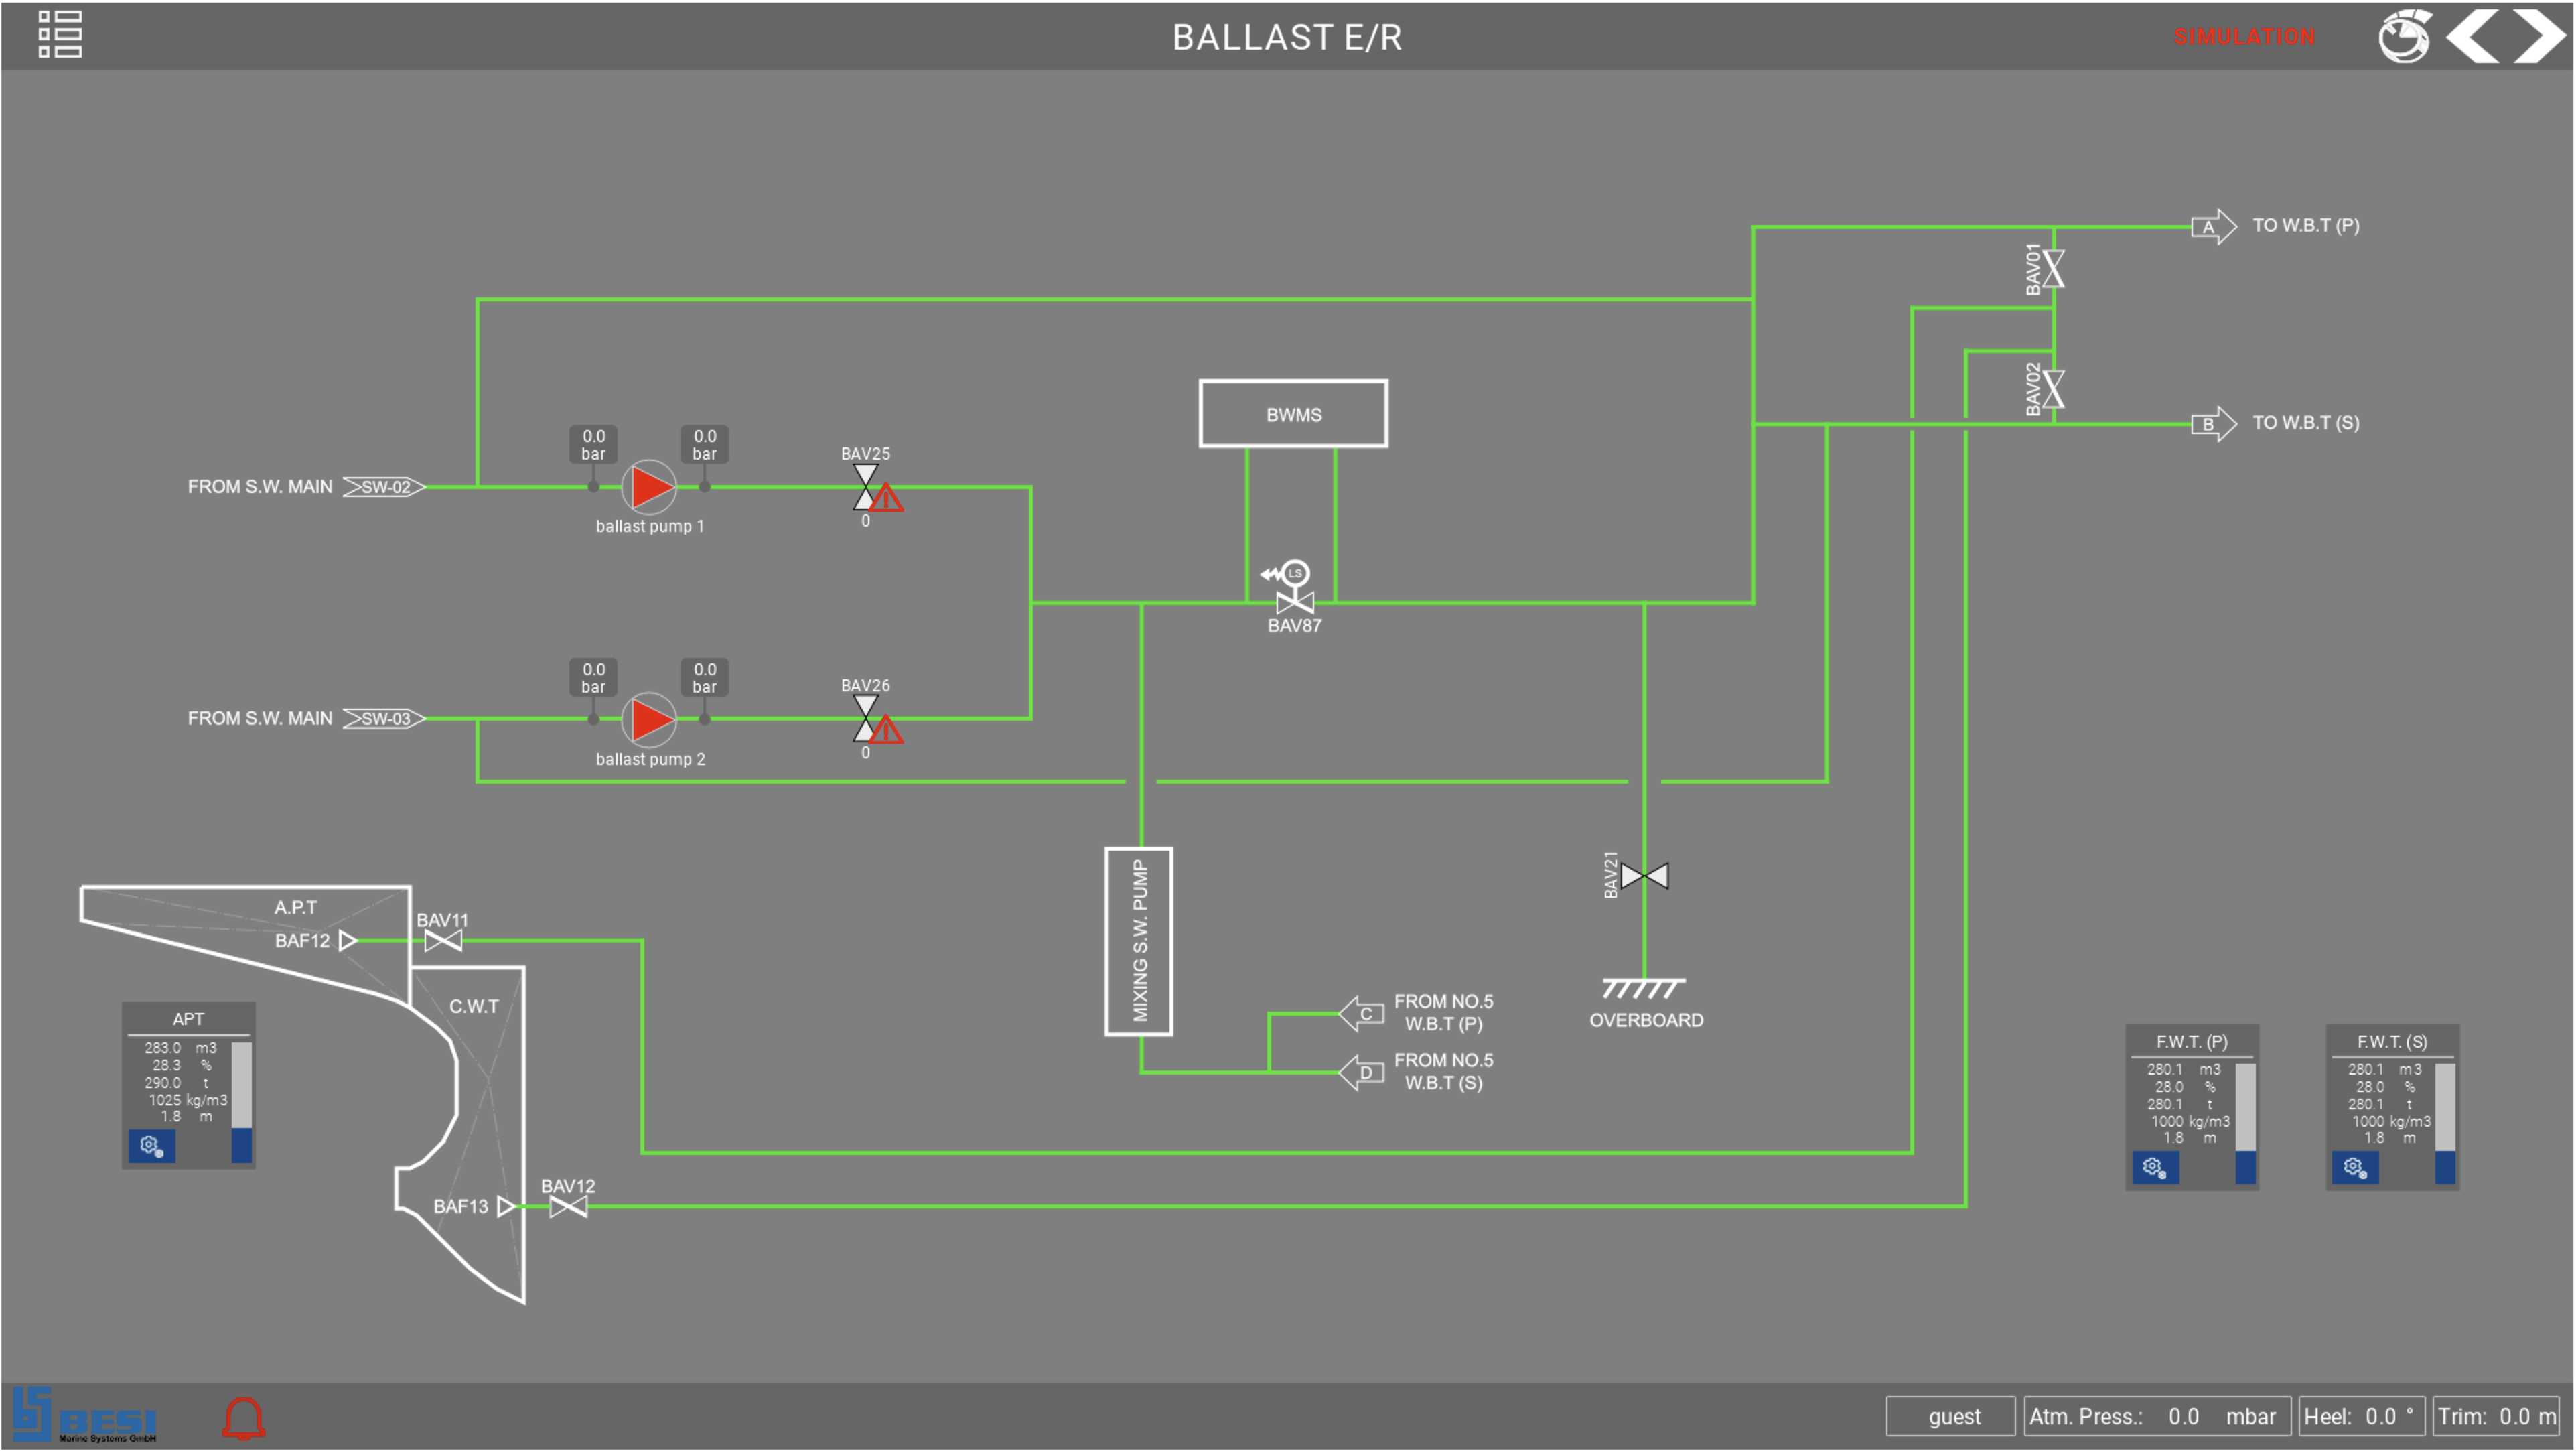 BALLAST E/R
SIMULATION
A
TO W.B.T (P)
BAV01
BAV02
B
TO W.B.T (S)
BWMS
0.0
bar
0.0
bar
BAV25
0
FROM S.W. MAIN
SW-02
ballast pump 1
LS
BAV87
0.0
bar
0.0
bar
BAV26
0
FROM S.W. MAIN
SW-03
ballast pump 2
MIXING S.W. PUMP
BAV21
OVERBOARD
A.P.T
BAF12
BAV11
C.W.T
C
FROM NO.5
W.B.T (P)
D
FROM NO.5
W.B.T (S)
APT
283.0 m3
28.3 %
290.0 t
1025 kg/m3
1.8 m
BAF13
BAV12
F.W.T. (P)
280.1 m3
28.0 %
280.1 t
1000 kg/m3
1.8 m
F.W.T. (S)
280.1 m3
28.0 %
280.1 t
1000 kg/m3
1.8 m
BESI
Marine Systems GmbH
guest
Atm. Press.: 0.0 mbar
Heel: 0.0 °
Trim: 0.0 m